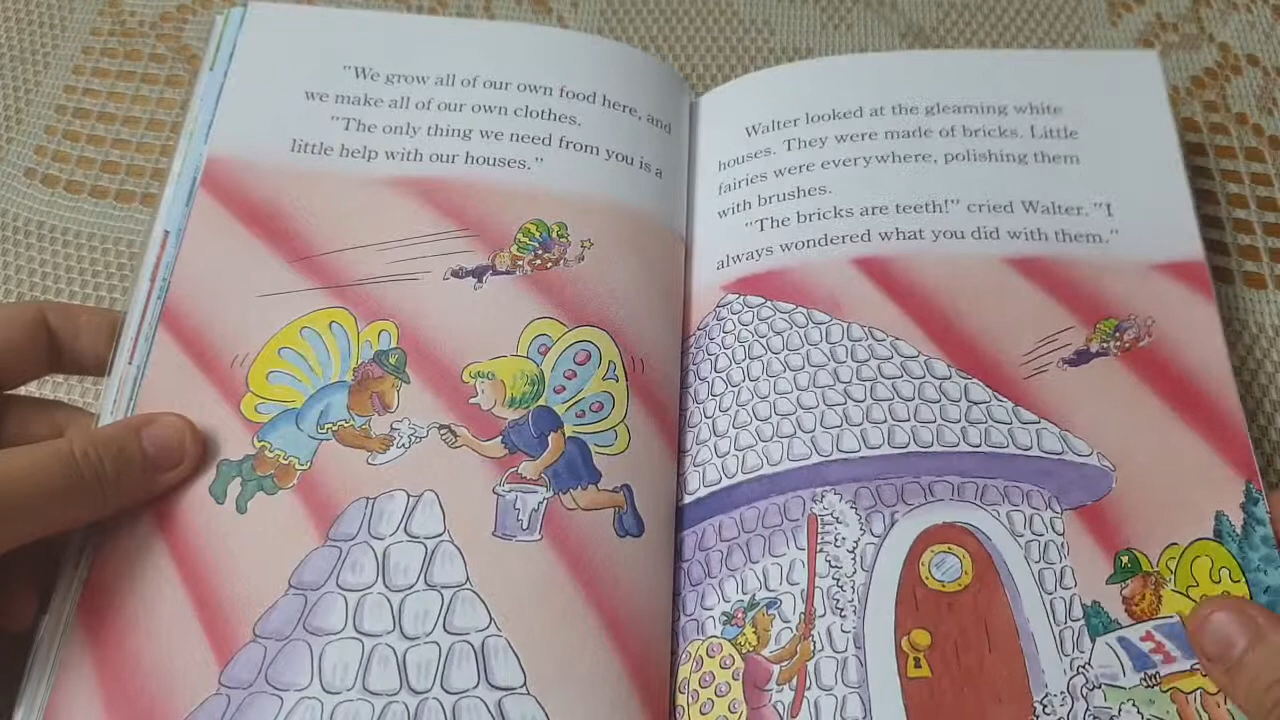 "We grow all of our own food here, and
we make all of our own clothes.
"The only thing we need from you is a
little help with our houses."
Walter looked at the gleaming white
houses. They were made of bricks. Little
fairies were everywhere, polishing them
with brushes.
"The bricks are teeth!" cried Walter. "I
always wondered what you did with them."